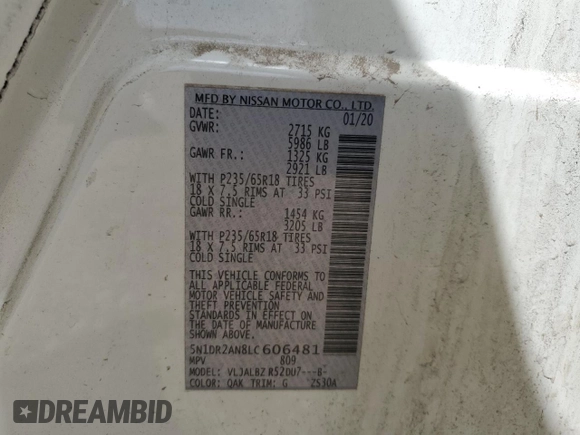 MFD BY NISSAN MOTOR CO., LTD.
DATE: 01/20
GVWR: 2715 KG
5986 LB
GAWR FR.: 1325 KG
2921 LB
WITH P235/65R18 TIRES
18 X 7.5 RIMS AT 33 PSI
COLD SINGLE
GAWR RR.: 1454 KG
3205 LB
WITH P235/65R18 TIRES
18 X 7.5 RIMS AT 33 PSI
COLD SINGLE
THIS VEHICLE CONFORMS TO
ALL APPLICABLE FEDERAL
MOTOR VEHICLE SAFETY AND
THEFT PREVENTION
STANDARDS IN EFFECT ON
THE DATE OF MANUFACTURE
SHOWN ABOVE.
5N1DR2AN8LC606481
MPV 809
MODEL: VLJALBZ R52DU7---B-
COLOR: QAK TRIM: G 2S30A
DREAMBID